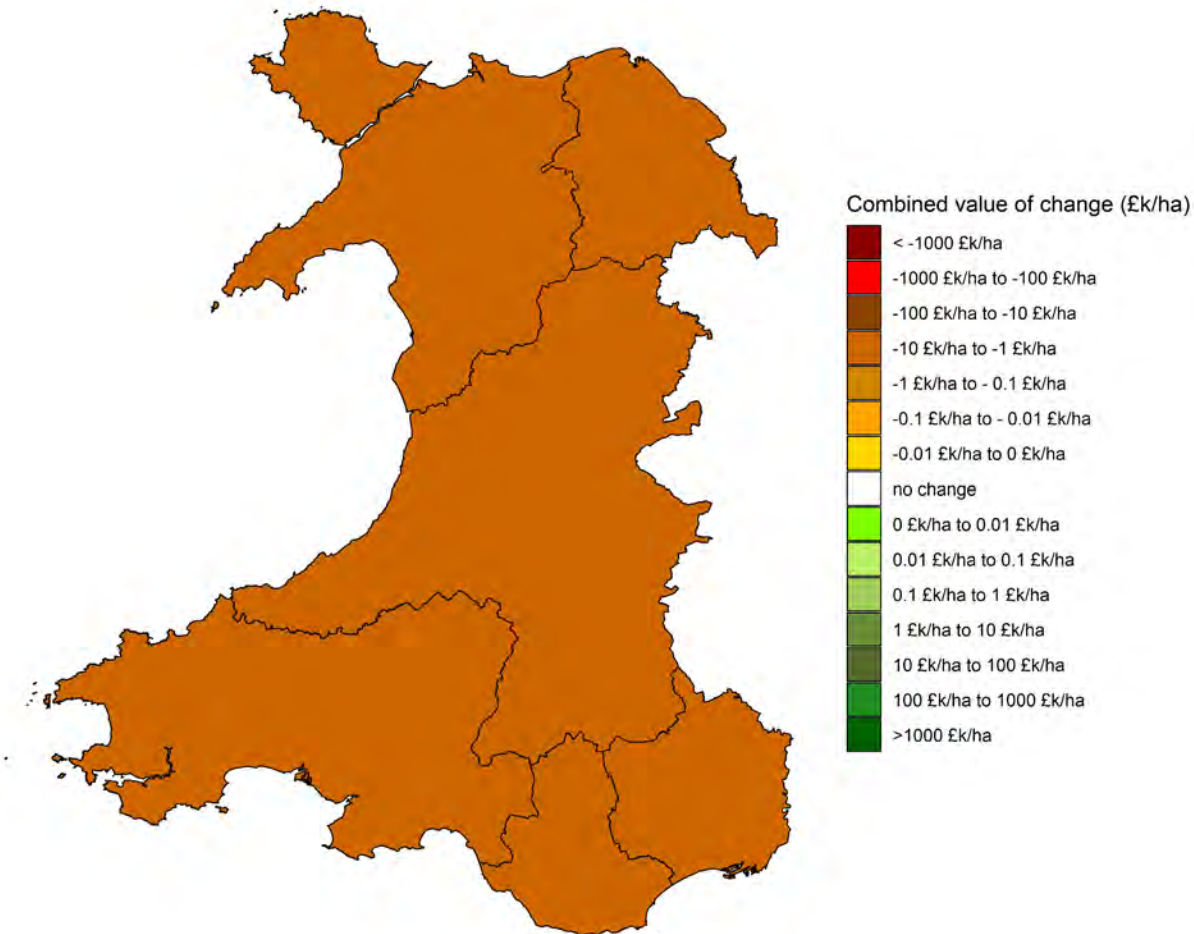 Combined value of change (£k/ha)
< -1000 £k/ha
-1000 £k/ha to -100 £k/ha
-100 £k/ha to -10 £k/ha
-10 £k/ha to -1 £k/ha
-1 £k/ha to - 0.1 £k/ha
-0.1 £k/ha to - 0.01 £k/ha
-0.01 £k/ha to 0 £k/ha
no change
0 £k/ha to 0.01 £k/ha
0.01 £k/ha to 0.1 £k/ha
0.1 £k/ha to 1 £k/ha
1 £k/ha to 10 £k/ha
10 £k/ha to 100 £k/ha
100 £k/ha to 1000 £k/ha
>1000 £k/ha